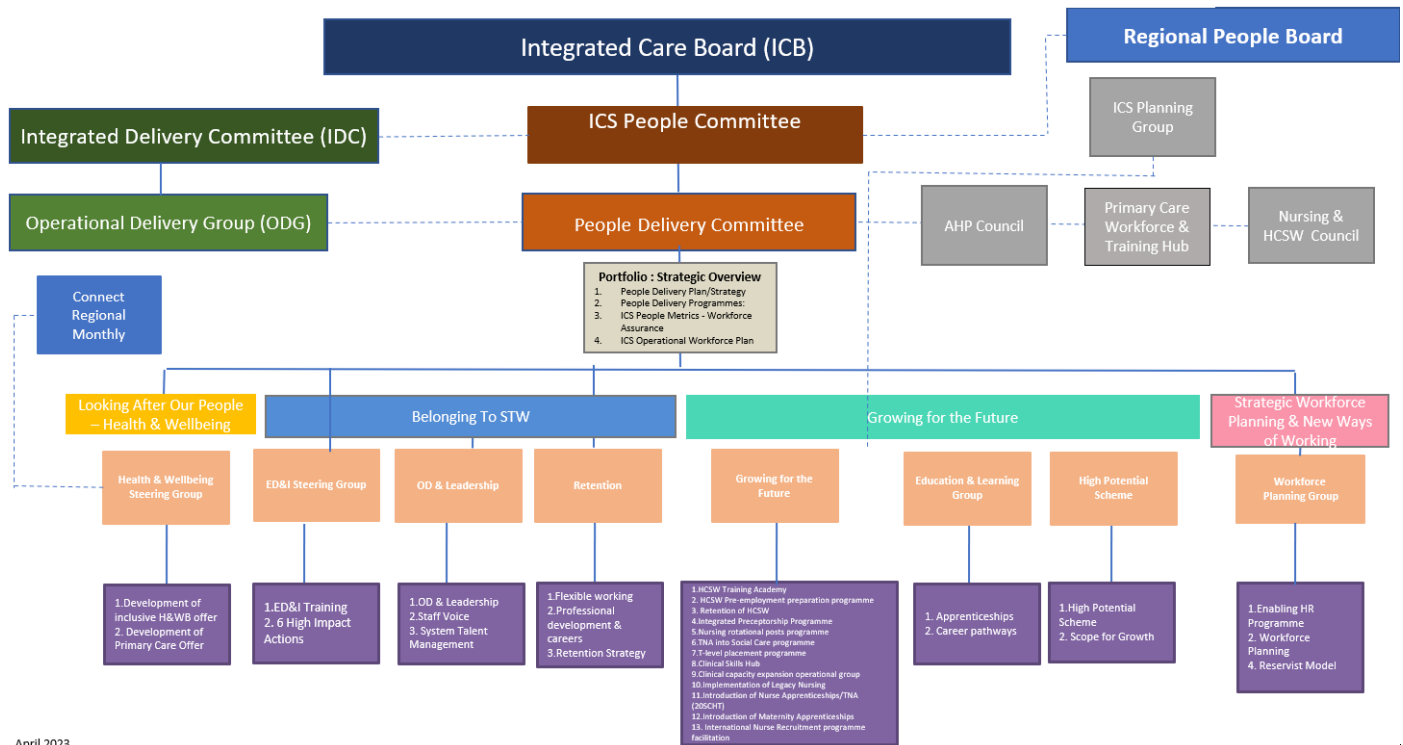 Integrated Care Board (ICB)
Regional People Board
ICS Planning
Group
Integrated Delivery Committee (IDC)
ICS People Committee
Operational Delivery Group (ODG)
People Delivery Committee
AHP Council
Primary Care
Workforce &
Training Hub
Nursing &
HCSW Council
Connect
Regional
Monthly
Portfolio : Strategic Overview
1. People Delivery Plan/Strategy
2. People Delivery Programmes:
3. ICS People Metrics - Workforce
Assurance
4. ICS Operational Workforce Plan
Looking After Our People
– Health & Wellbeing
Belonging To STW
Growing for the Future
Strategic Workforce
Planning & New Ways
of Working
Health & Wellbeing
Steering Group
ED&I Steering Group
OD & Leadership
Retention
Growing for the
Future
Education & Learning
Group
High Potential
Scheme
Workforce
Planning Group
1.Development of
inclusive H&WB offer
2. Development of
Primary Care Offer
1.ED&I Training
2. 6 High Impact
Actions
1.OD & Leadership
2.Staff Voice
3. System Talent
Management
1.Flexible working
2.Professional
development &
careers
3.Retention Strategy
1.HCSW Training Academy
2. HCSW Pre-employment preparation programme
3. Retention of HCSW
4.Integrated Preceptorship Programme
5.Nursing rotational posts programme
6.TNA into Social Care programme
7.T-level placement programme
8.Clinical Skills Hub
9.Clinical capacity expansion operational group
10.Implementation of Legacy Nursing
11.Introduction of Nurse Apprenticeships/TNA
(20SCHT)
12.Introduction of Maternity Apprenticeships
13. International Nurse Recruitment programme
facilitation
1. Apprenticeships
2. Career pathways
1.High Potential
Scheme
2. Scope for Growth
1.Enabling HR
Programme
2. Workforce
Planning
4. Reservist Model
April 2023